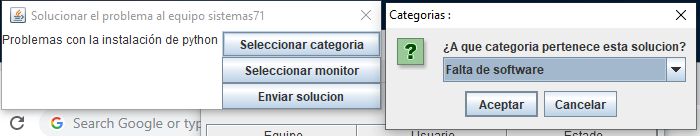 Solucionar el problema al equipo sistemas71
Problemas con la instalación de python
Seleccionar categoria
Seleccionar monitor
Enviar solucion
Categorias :
¿A que categoria pertenece esta solucion?
Falta de software
Aceptar
Cancelar
Search Google or typ
Equipo
Usuario
Estado